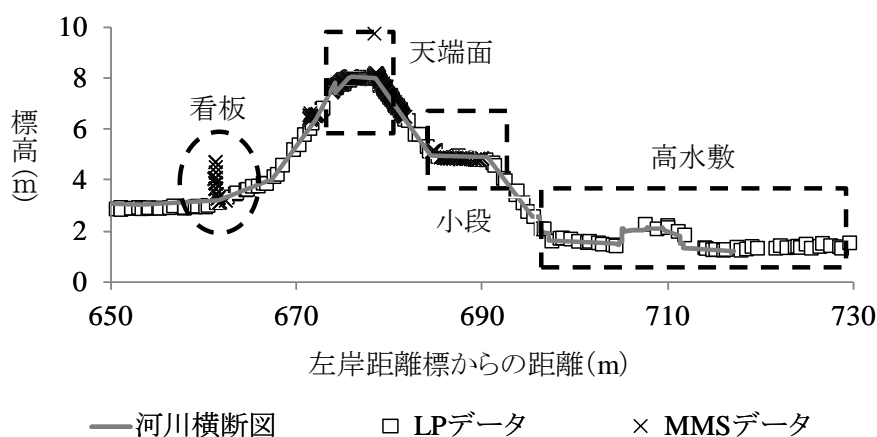 10
8
6
4
2
0
標高(m)
看板
天端面
小段
高水敷
650 670 690 710 730
左岸距離標からの距離(m)
河川横断図 LPデータ MMSデータ